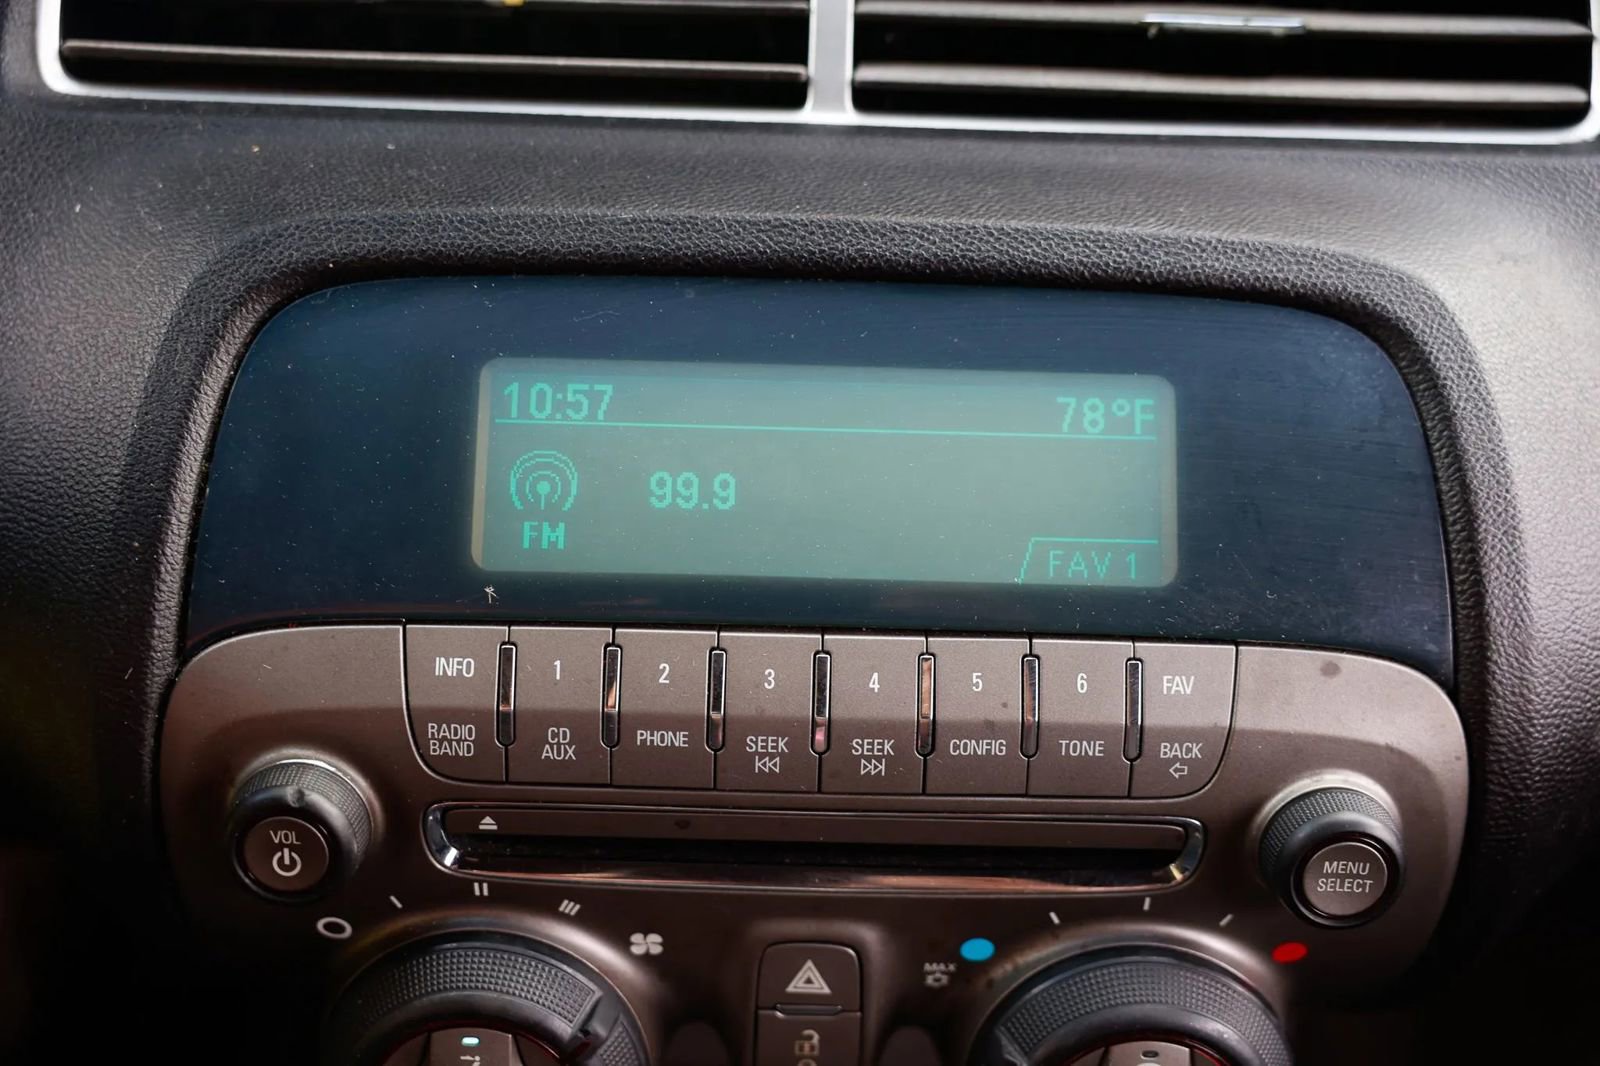 10:57 78°F
99.9
FM
FAV 1
INFO 1 2 3 4 5 6 FAV
RADIO BAND
CD AUX
PHONE
SEEK
SEEK
CONFIG
TONE
BACK
VOL
MENU
SELECT
MAX